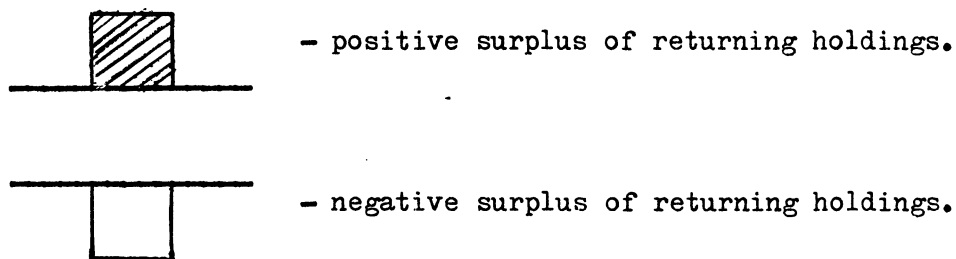 - positive surplus of returning holdings.
- negative surplus of returning holdings.